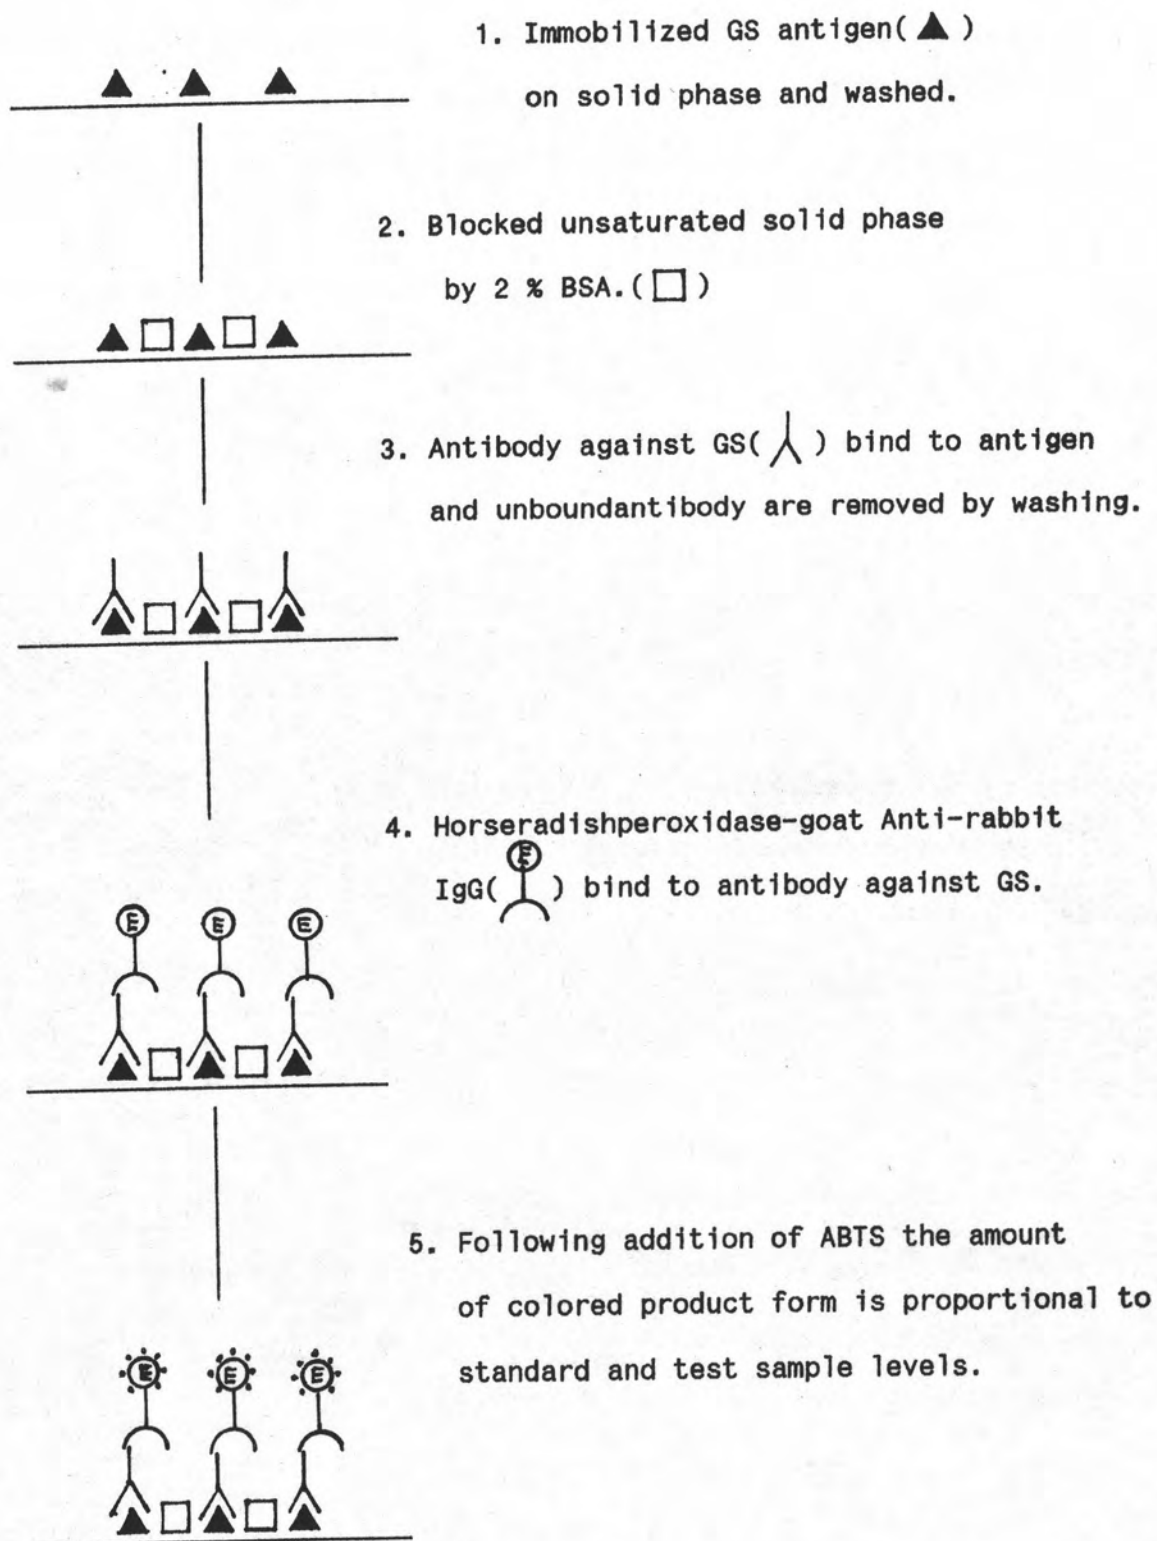 1. Immobilized GS antigen( ▲ )
on solid phase and washed.
2. Blocked unsaturated solid phase
by 2 % BSA.( □ )
3. Antibody against GS( ) bind to antigen
and unboundantibody are removed by washing.
4. Horseradishperoxidase-goat Anti-rabbit
E
IgG( ) bind to antibody against GS.
E E E
5. Following addition of ABTS the amount
of colored product form is proportional to
standard and test sample levels.
E E E